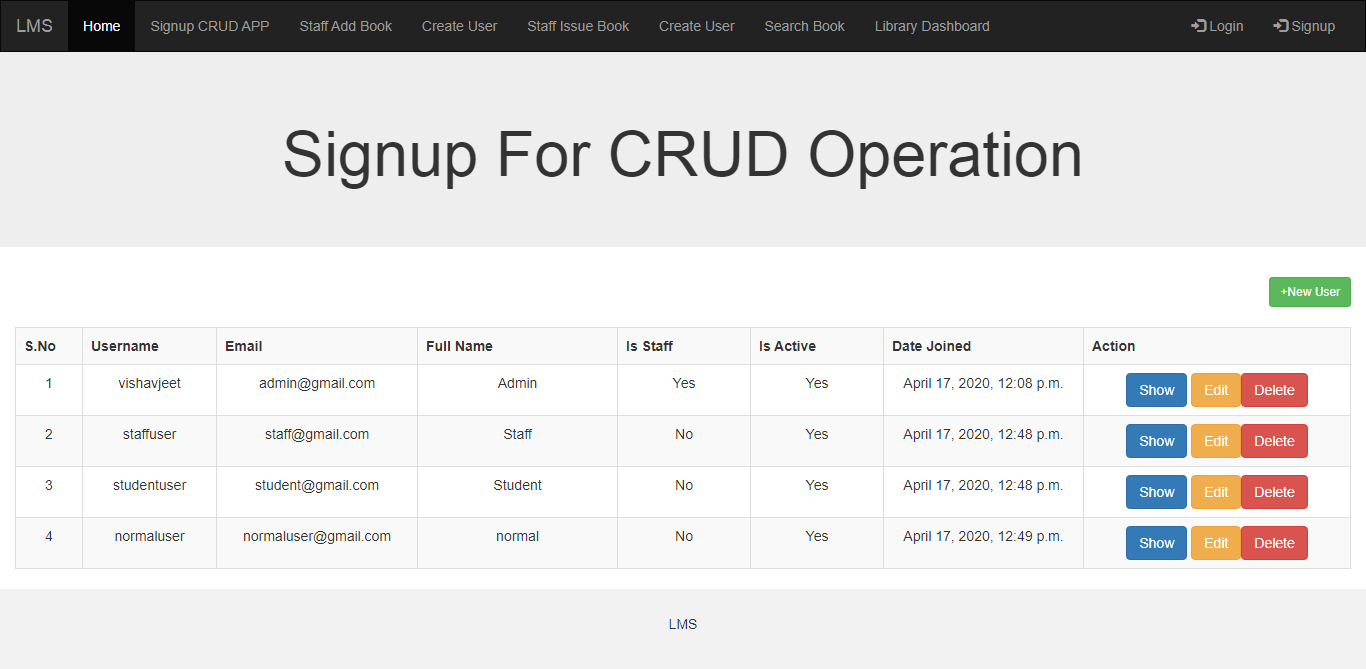 LMS Home Signup CRUD APP Staff Add Book Create User Staff Issue Book Create User Search Book Library Dashboard Login Signup
Signup For CRUD Operation
+New User
S.No Username Email Full Name Is Staff Is Active Date Joined Action
1 vishavjeet admin@gmail.com Admin Yes Yes April 17, 2020, 12:08 p.m. Show Edit Delete
2 staffuser staff@gmail.com Staff No Yes April 17, 2020, 12:48 p.m. Show Edit Delete
3 studentuser student@gmail.com Student No Yes April 17, 2020, 12:48 p.m. Show Edit Delete
4 normaluser normaluser@gmail.com normal No Yes April 17, 2020, 12:49 p.m. Show Edit Delete
LMS